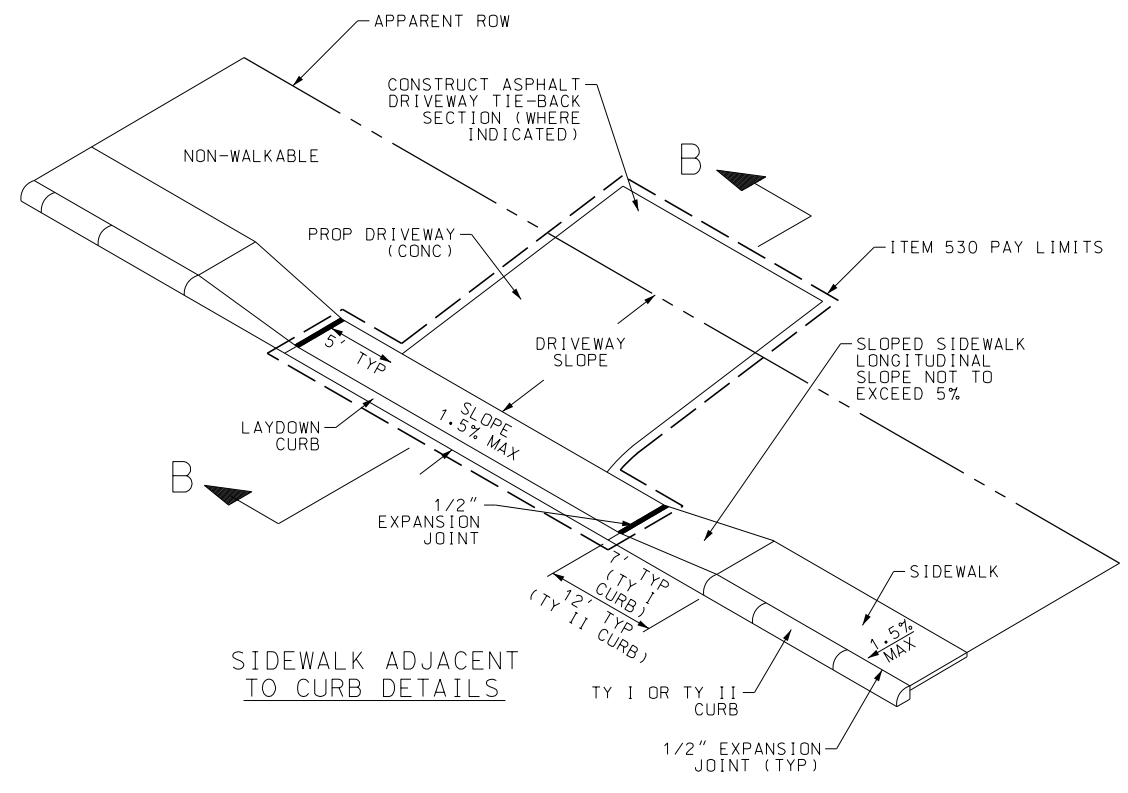 APPARENT ROW
CONSTRUCT ASPHALT
DRIVEWAY TIE-BACK
SECTION (WHERE
INDICATED)
B
NON-WALKABLE
PROP DRIVEWAY
(CONC)
ITEM 530 PAY LIMITS
5' TYP
DRIVEWAY
SLOPE
SLOPED SIDEWALK
LONGITUDINAL
SLOPE NOT TO
EXCEED 5%
SLOPE
1.5% MAX
LAYDOWN
CURB
B
1/2"
EXPANSION
JOINT
7' TYP
(TY I
CURB)
12' TYP
(TY II CURB)
SIDEWALK
1.5%
MAX
SIDEWALK ADJACENT
TO CURB DETAILS
TY I OR TY II
CURB
1/2" EXPANSION
JOINT (TYP)